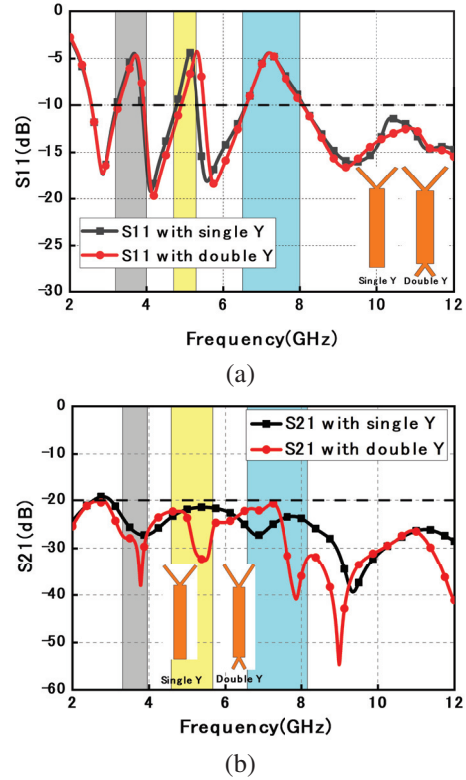 0
-5
-10
-15
-20
-25
-30
S11(dB)
S11 with single Y
S11 with double Y
Single Y Double Y
2 4 6 8 10 12
Frequency(GHz)
(a)
0
-10
-20
-30
-40
-50
-60
S21(dB)
S21 with single Y
S21 with double Y
Single Y Double Y
2 4 6 8 10 12
Frequency(GHz)
(b)